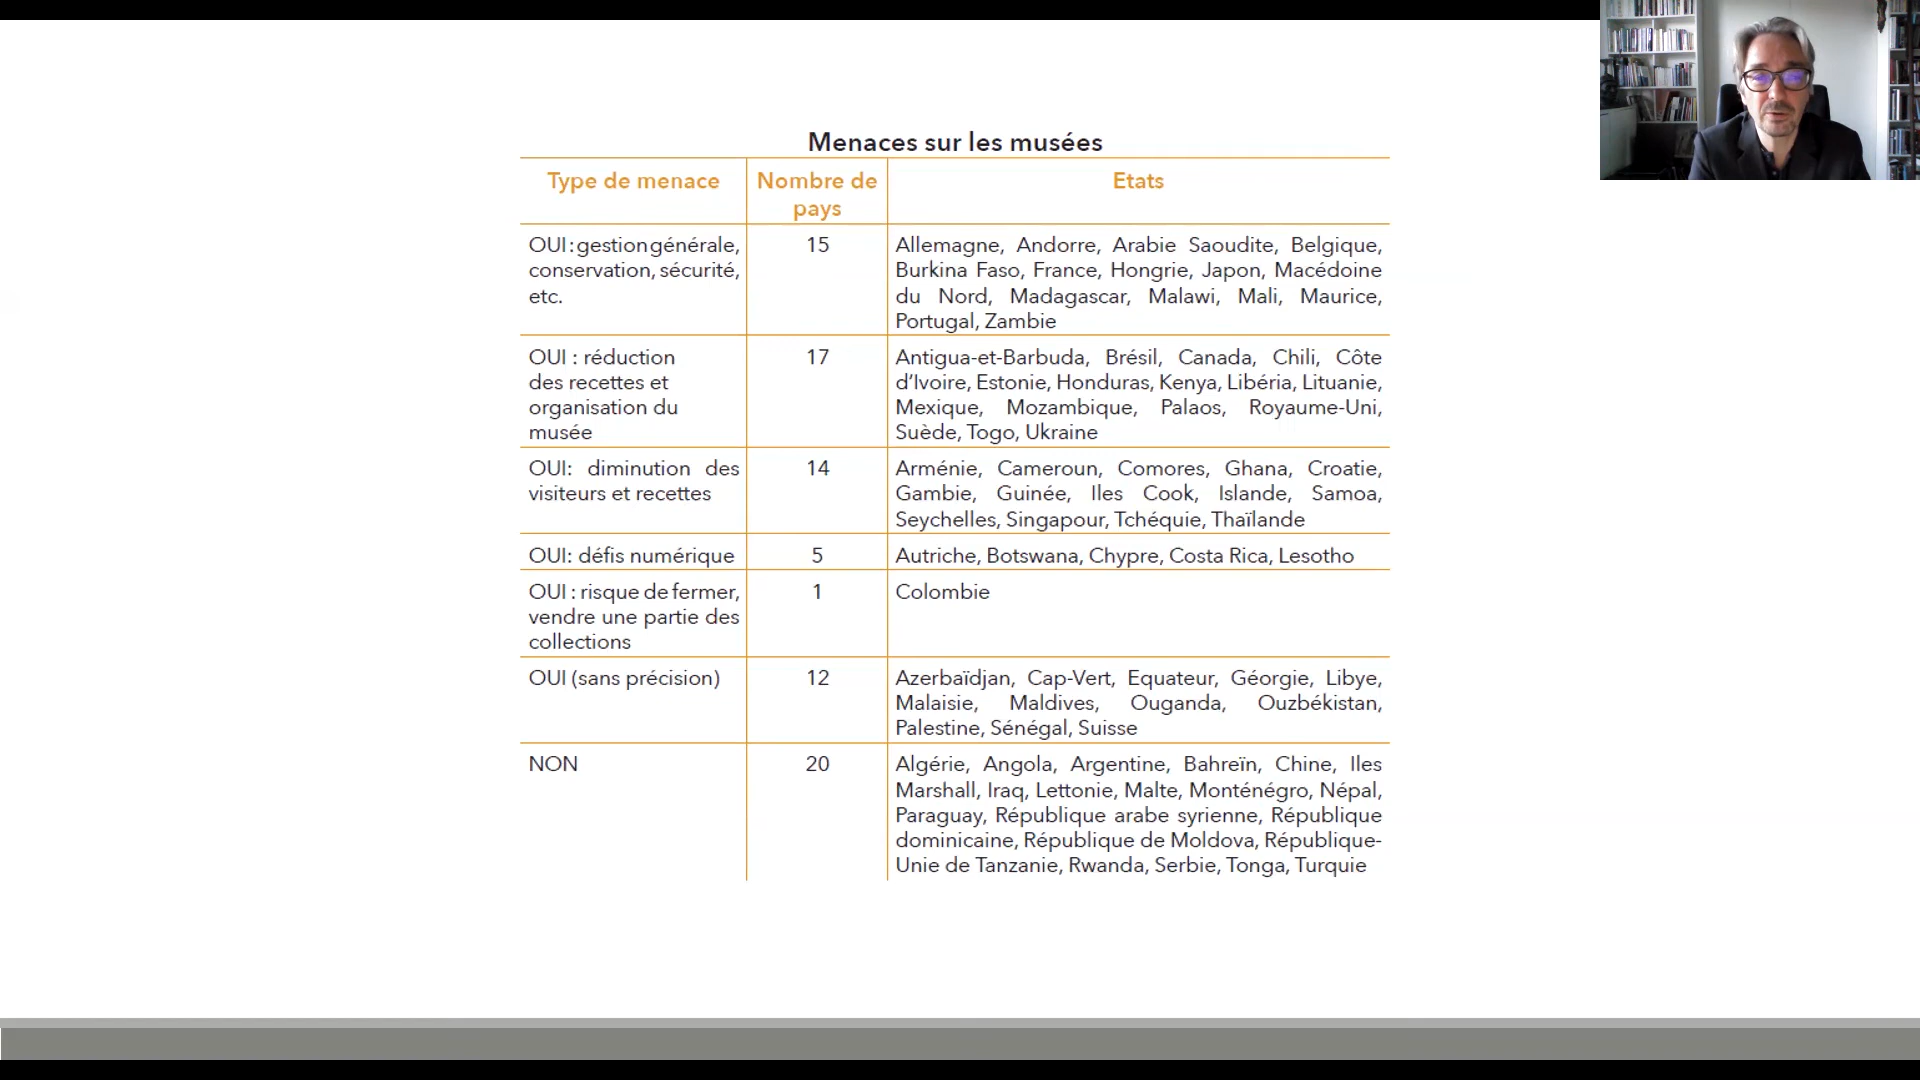 Menaces sur les musées
Type de menace
Nombre de
pays
Etats
OUI : gestion générale,
conservation, sécurité,
etc.
15
Allemagne, Andorre, Arabie Saoudite, Belgique,
Burkina Faso, France, Hongrie, Japon, Macédoine
du Nord, Madagascar, Malawi, Mali, Maurice,
Portugal, Zambie
OUI : réduction
des recettes et
organisation du
musée
17
Antigua-et-Barbuda, Brésil, Canada, Chili, Côte
d’Ivoire, Estonie, Honduras, Kenya, Libéria, Lituanie,
Mexique, Mozambique, Palaos, Royaume-Uni,
Suède, Togo, Ukraine
OUI: diminution des
visiteurs et recettes
14
Arménie, Cameroun, Comores, Ghana, Croatie,
Gambie, Guinée, Iles Cook, Islande, Samoa,
Seychelles, Singapour, Tchéquie, Thaïlande
OUI: défis numérique
5
Autriche, Botswana, Chypre, Costa Rica, Lesotho
OUI : risque de fermer,
vendre une partie des
collections
1
Colombie
OUI (sans précision)
12
Azerbaïdjan, Cap-Vert, Equateur, Géorgie, Libye,
Malaisie, Maldives, Ouganda, Ouzbékistan,
Palestine, Sénégal, Suisse
NON
20
Algérie, Angola, Argentine, Bahreïn, Chine, Iles
Marshall, Iraq, Lettonie, Malte, Monténégro, Népal,
Paraguay, République arabe syrienne, République
dominicaine, République de Moldova, République-
Unie de Tanzanie, Rwanda, Serbie, Tonga, Turquie